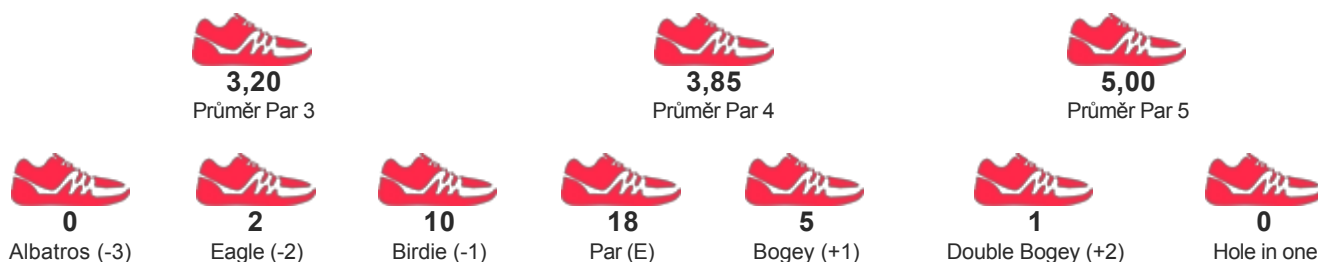 3,20
Průměr Par 3
3,85
Průměr Par 4
5,00
Průměr Par 5
0
Albatros (-3)
2
Eagle (-2)
10
Birdie (-1)
18
Par (E)
5
Bogey (+1)
1
Double Bogey (+2)
0
Hole in one